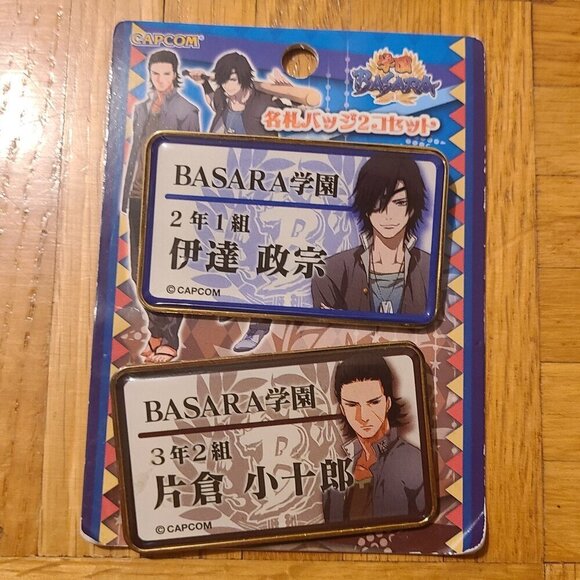 CAPCOM
学園
BASARA
名札バッジ2コセット
BASARA学園
2年1組
伊達 政宗
©CAPCOM
BASARA学園
3年2組
片倉 小十郎
©CAPCOM